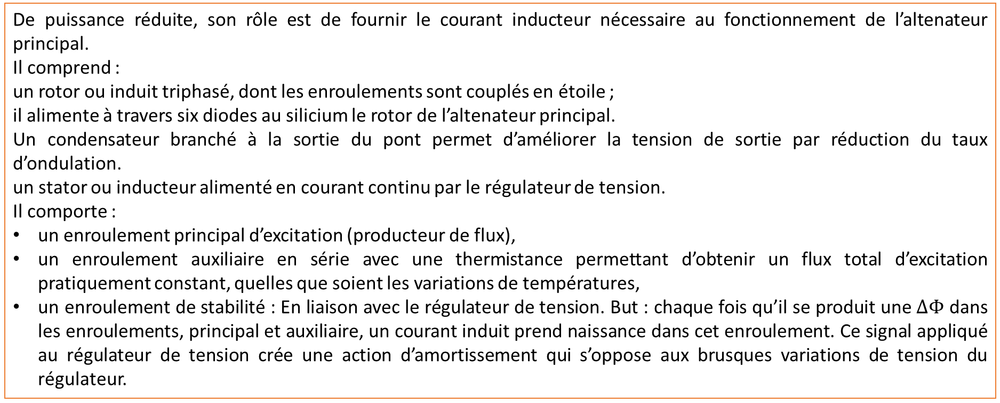 De puissance réduite, son rôle est de fournir le courant inducteur nécessaire au fonctionnement de l’altenateur
principal.
Il comprend :
un rotor ou induit triphasé, dont les enroulements sont couplés en étoile ;
il alimente à travers six diodes au silicium le rotor de l’altenateur principal.
Un condensateur branché à la sortie du pont permet d’améliorer la tension de sortie par réduction du taux
d’ondulation.
un stator ou inducteur alimenté en courant continu par le régulateur de tension.
Il comporte :
• un enroulement principal d’excitation (producteur de flux),
• un enroulement auxiliaire en série avec une thermistance permettant d’obtenir un flux total d’excitation
pratiquement constant, quelles que soient les variations de températures,
• un enroulement de stabilité : En liaison avec le régulateur de tension. But : chaque fois qu’il se produit une ΔΦ dans
les enroulements, principal et auxiliaire, un courant induit prend naissance dans cet enroulement. Ce signal appliqué
au régulateur de tension crée une action d’amortissement qui s’oppose aux brusques variations de tension du
régulateur.